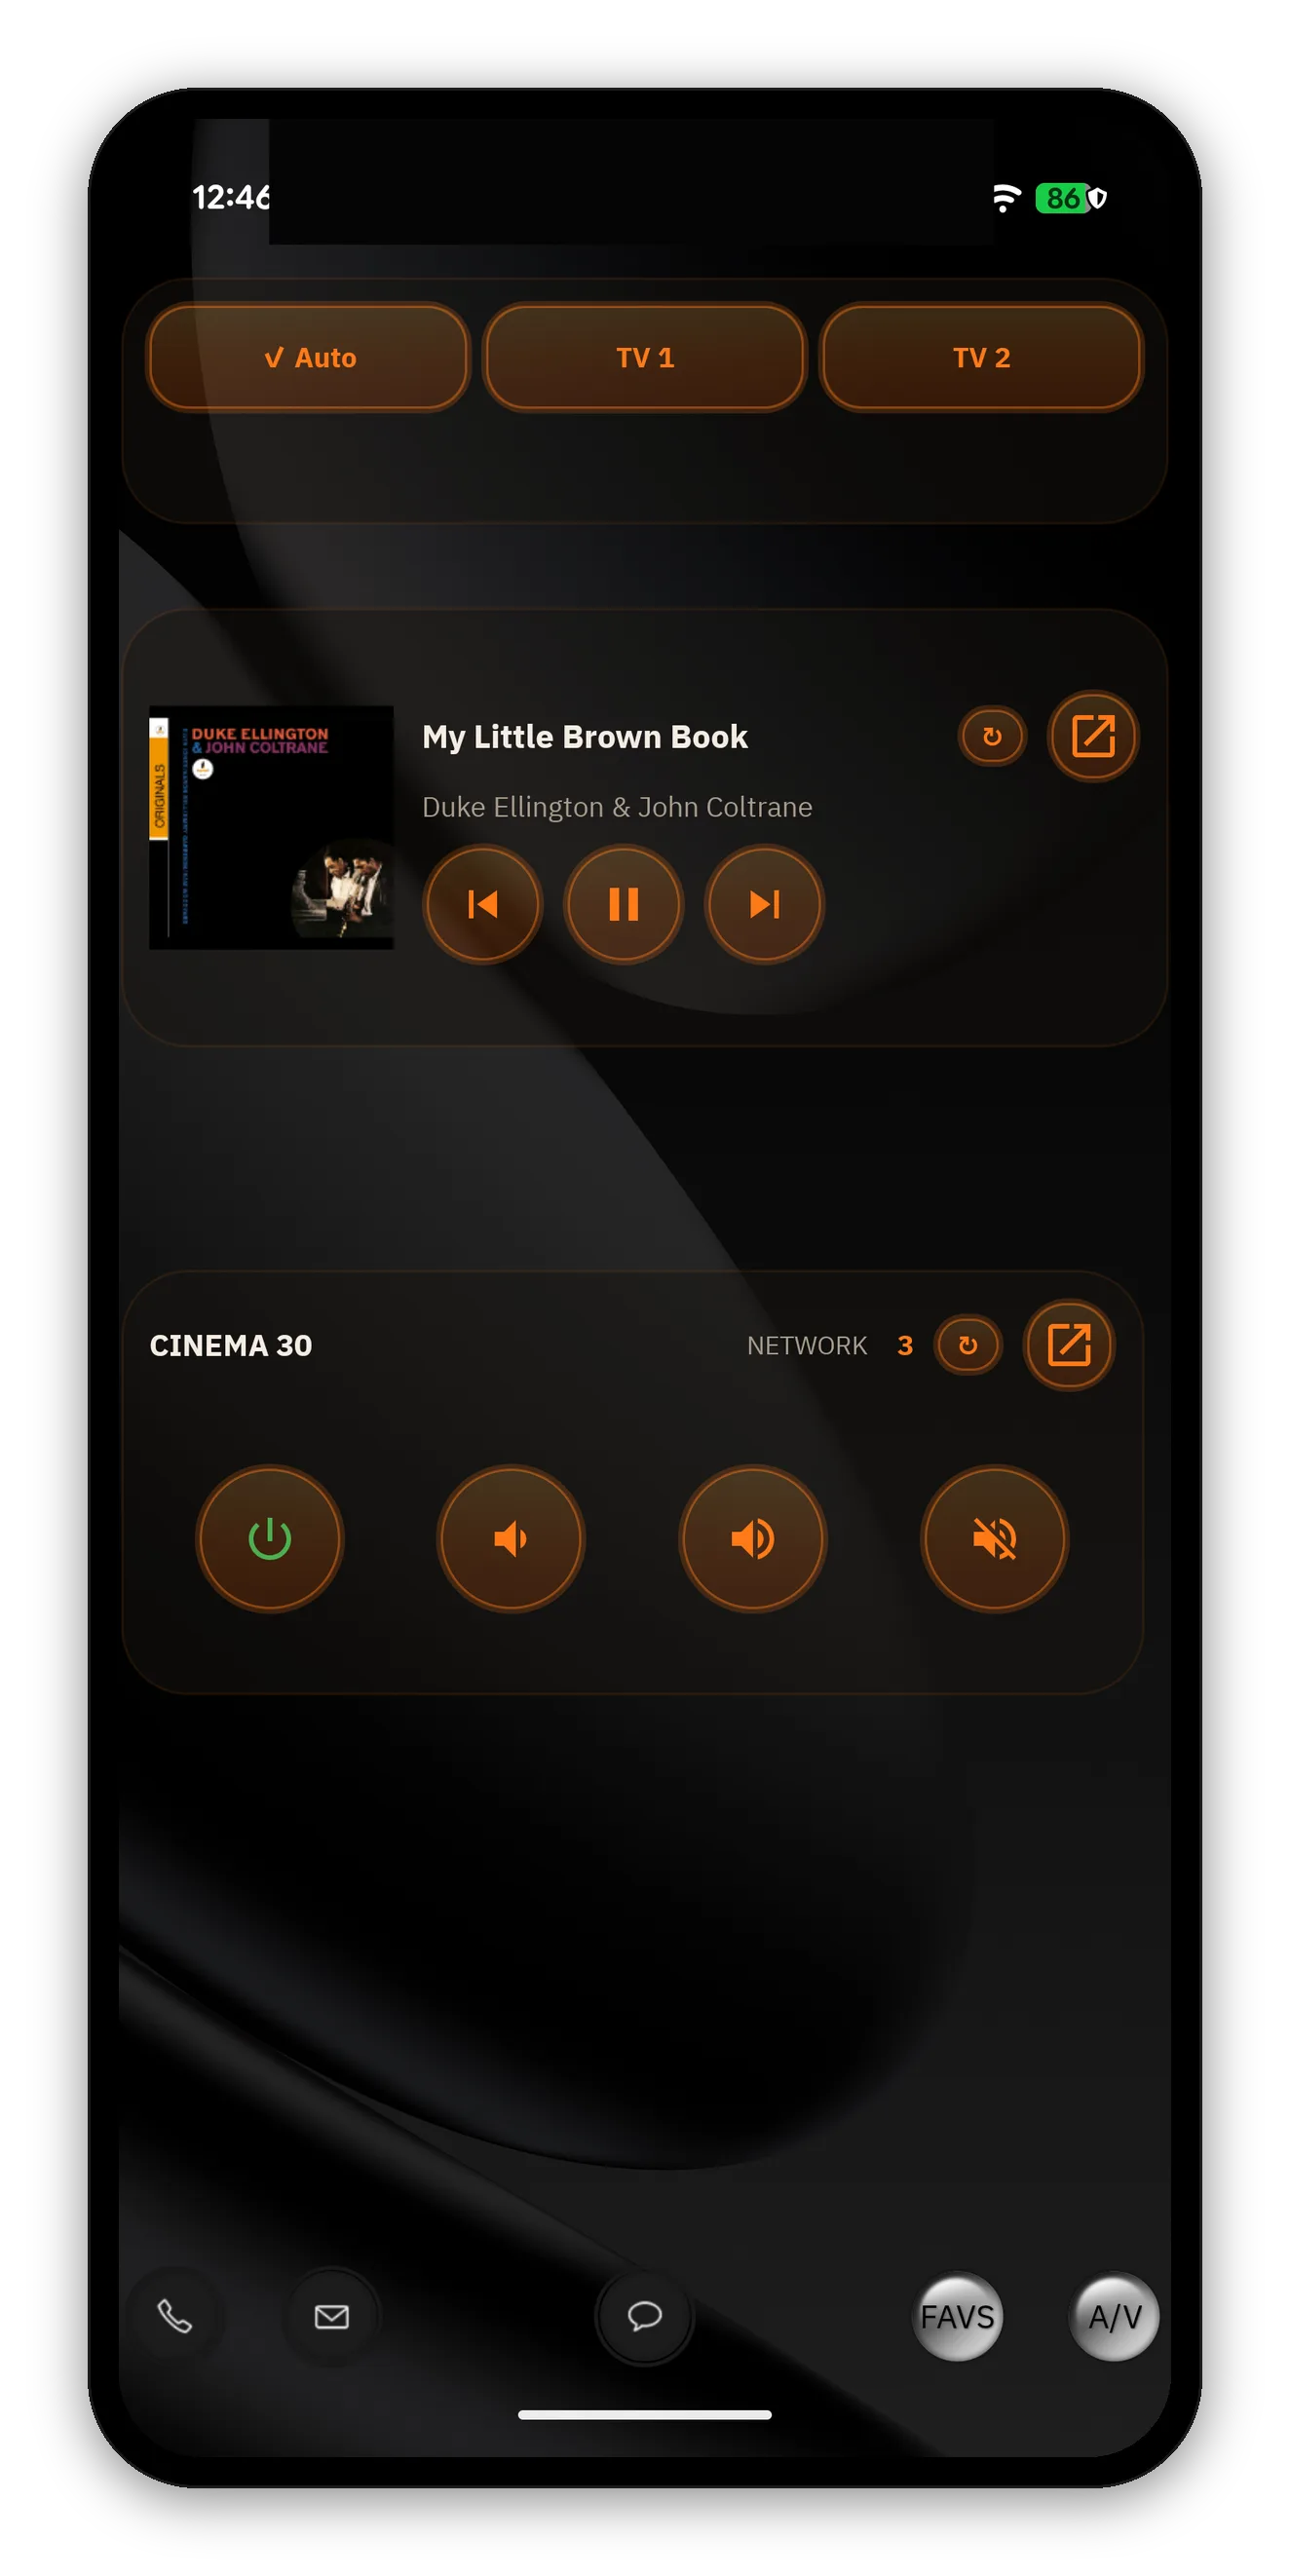 12:46
86
✓ Auto
TV 1
TV 2
ORIGINALS
DUKE ELLINGTON
& JOHN COLTRANE
My Little Brown Book
↻
Duke Ellington & John Coltrane
CINEMA 30
NETWORK
3
↻
FAVS
A/V